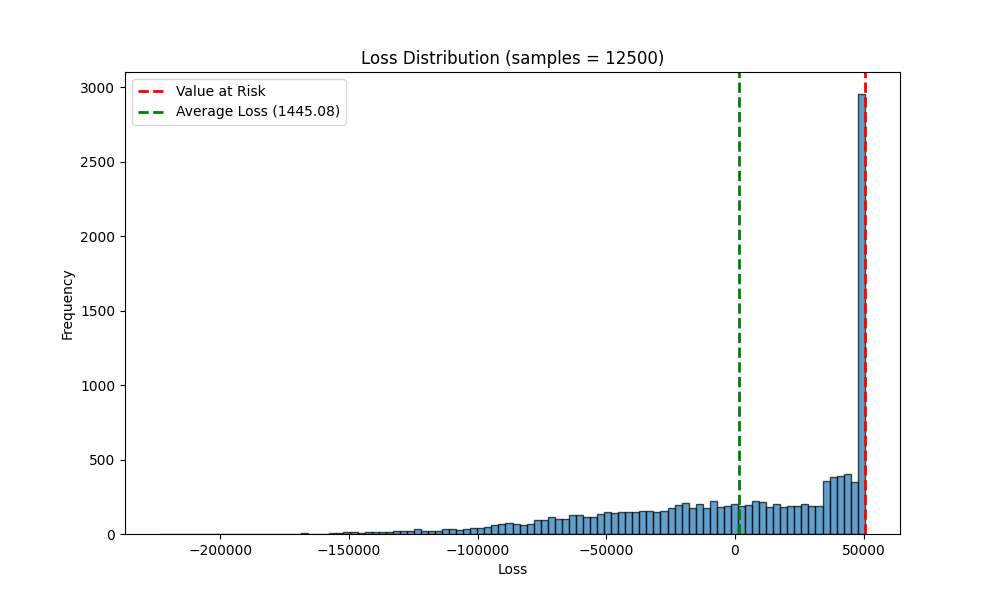 Loss Distribution (samples = 12500)
Value at Risk
Average Loss (1445.08)
3000
2500
2000
1500
1000
500
0
Frequency
−200000
−150000
−100000
−50000
0
50000
Loss